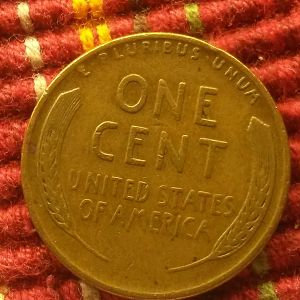 E PLURIBUS UNUM
ONE
CENT
UNITED STATES
OF AMERICA